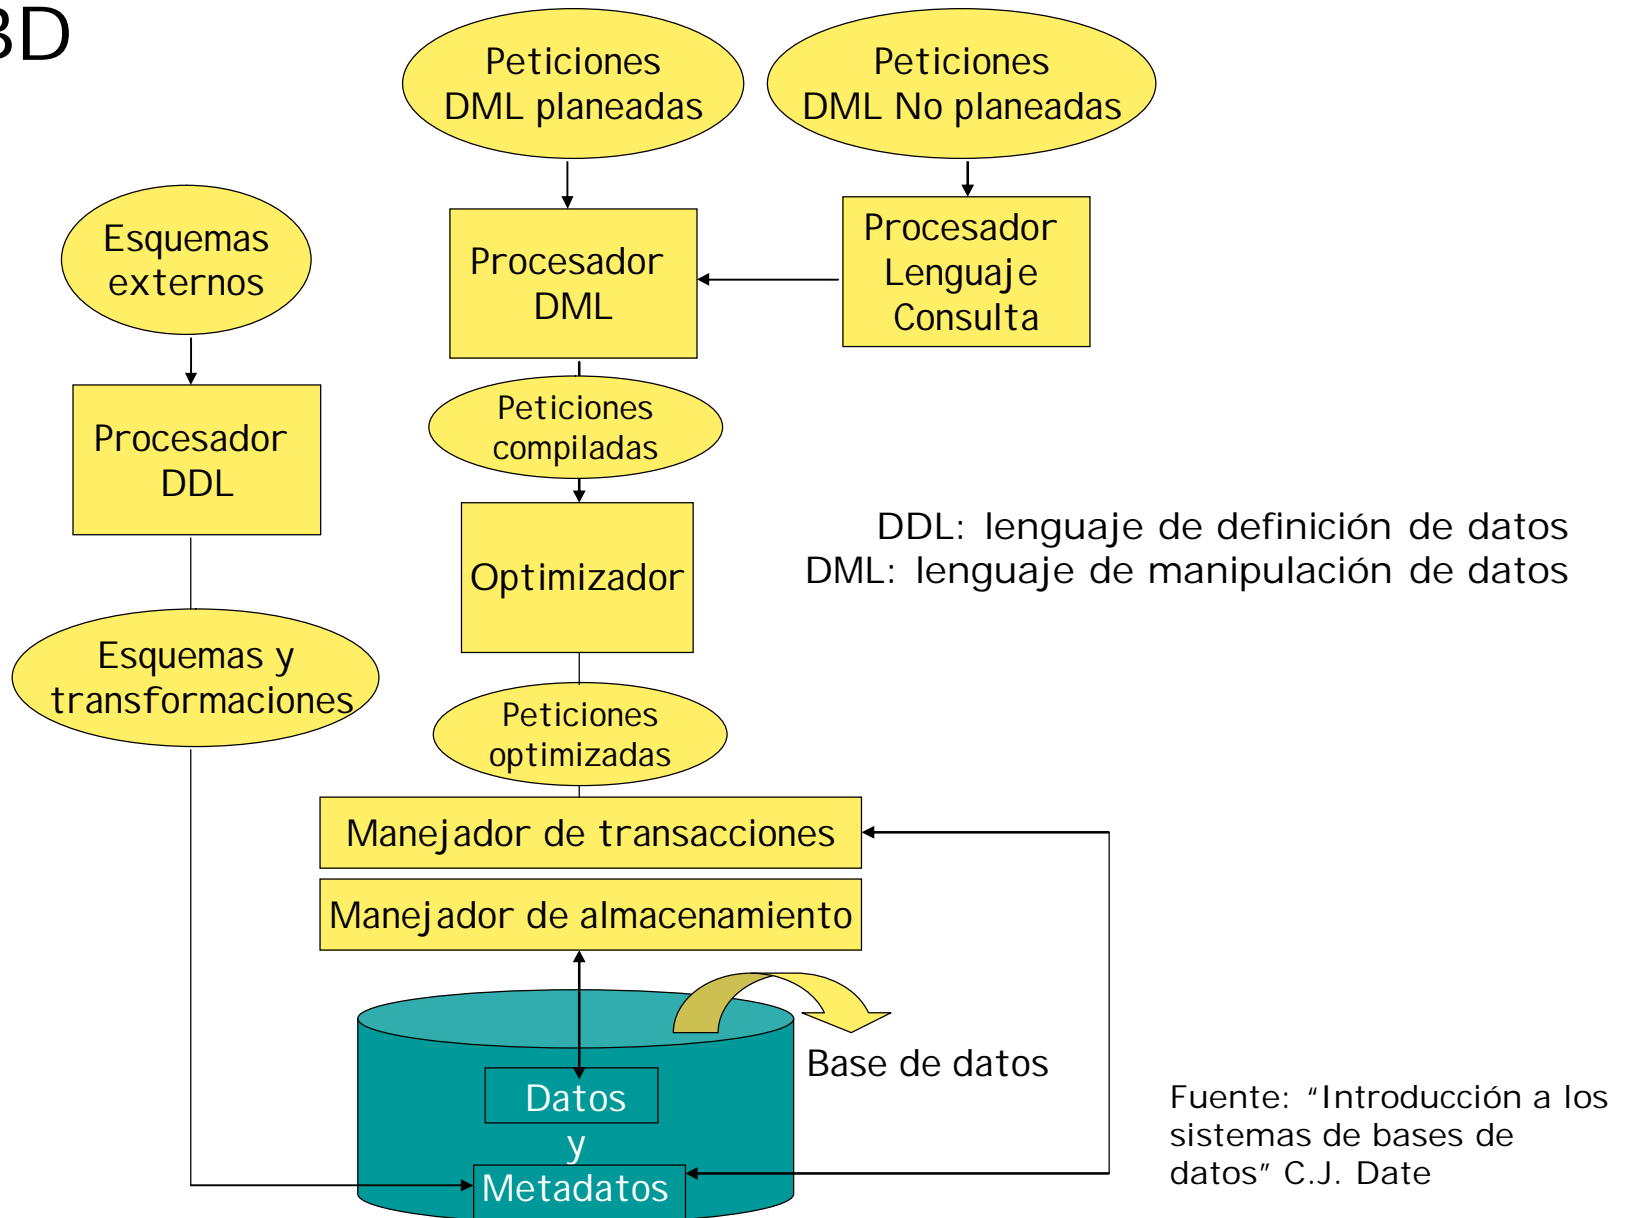 BD
Peticiones
DML planeadas
Peticiones
DML No planeadas
Esquemas
externos
Procesador
DML
Procesador
Lenguaje
Consulta
Procesador
DDL
Peticiones
compiladas
Optimizador
DDL: lenguaje de definición de datos
DML: lenguaje de manipulación de datos
Esquemas y
transformaciones
Peticiones
optimizadas
Manejador de transacciones
Manejador de almacenamiento
Base de datos
Datos
y
Metadatos
Fuente: "Introducción a los
sistemas de bases de
datos" C.J. Date